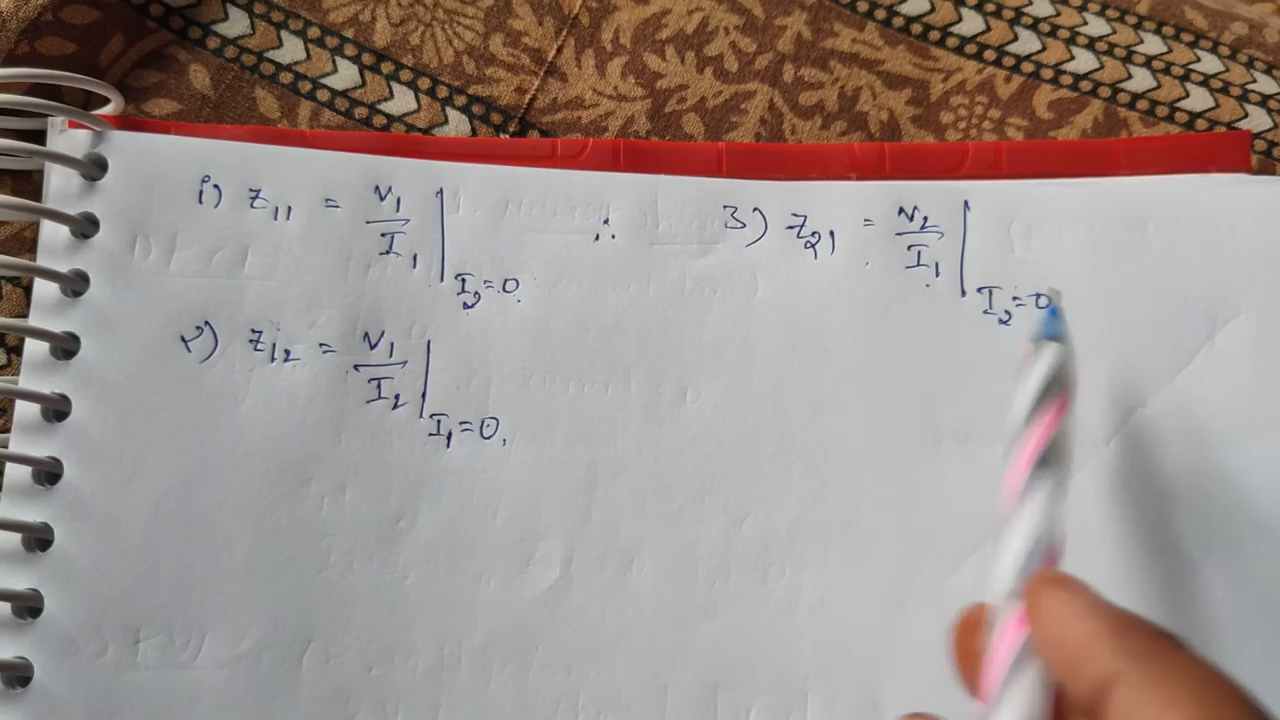 1) Z11 = V1/I1 | I2=0. ∴
2) Z12 = V1/I2 | I1=0.
3) Z21 = V2/I1 | I2=0